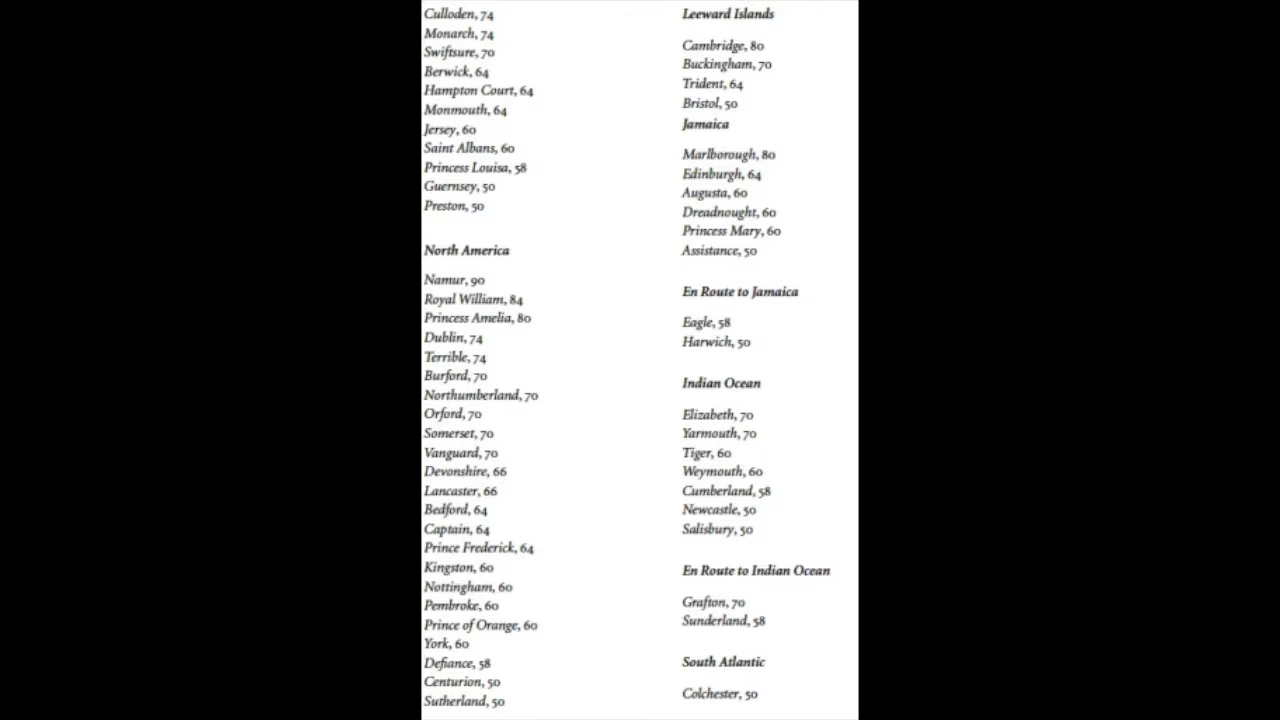 Culloden, 74
Monarch, 74
Swiftsure, 70
Berwick, 64
Hampton Court, 64
Monmouth, 64
Jersey, 60
Saint Albans, 60
Princess Louisa, 58
Guernsey, 50
Preston, 50
North America
Namur, 90
Royal William, 84
Princess Amelia, 80
Dublin, 74
Terrible, 74
Burford, 70
Northumberland, 70
Orford, 70
Somerset, 70
Vanguard, 70
Devonshire, 66
Lancaster, 66
Bedford, 64
Captain, 64
Prince Frederick, 64
Kingston, 60
Nottingham, 60
Pembroke, 60
Prince of Orange, 60
York, 60
Defiance, 58
Centurion, 50
Sutherland, 50
Leeward Islands
Cambridge, 80
Buckingham, 70
Trident, 64
Bristol, 50
Jamaica
Marlborough, 80
Edinburgh, 64
Augusta, 60
Dreadnought, 60
Princess Mary, 60
Assistance, 50
En Route to Jamaica
Eagle, 58
Harwich, 50
Indian Ocean
Elizabeth, 70
Yarmouth, 70
Tiger, 60
Weymouth, 60
Cumberland, 58
Newcastle, 50
Salisbury, 50
En Route to Indian Ocean
Grafton, 70
Sunderland, 58
South Atlantic
Colchester, 50